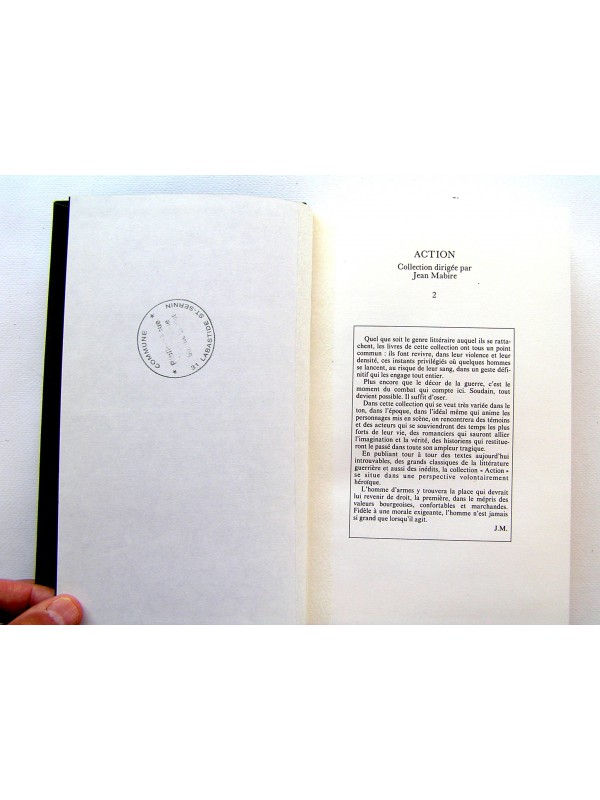 COMMUNE
31 LABASTIDE ST-SERNIN
ACTION
Collection dirigée par
Jean Mabire
2
Quel que soit le genre littéraire auquel ils se ratta-
chent, les livres de cette collection ont tous un point
commun : ils font revivre, dans leur violence et leur
densité, ces instants privilégiés où quelques hommes
se lancent, au risque de leur sang, dans un geste défini-
tif qui les engage tout entier.
Plus encore que le décor de la guerre, c'est le
moment du combat qui compte ici. Soudain, tout
devient possible. Il suffit d'oser.
Dans cette collection qui se veut très variée dans le
ton, dans l'époque, dans l'idéal même qui anime les
personnages mis en scène, on rencontrera des témoins
et des acteurs qui se souviendront des temps les plus
forts de leur vie, des romanciers qui sauront allier
l'imagination et la vérité, des historiens qui restitue-
ront le passé dans toute son ampleur tragique.
En publiant tour à tour des textes aujourd'hui
introuvables, des grands classiques de la littérature
guerrière et aussi des inédits, la collection « Action »
se situe dans une perspective volontairement
héroïque.
L'homme d'armes y trouvera la place qui devrait
lui revenir de droit, la première, dans le mépris des
valeurs bourgeoises, confortables et marchandes.
Fidèle à une morale exigeante, l'homme n'est jamais
si grand que lorsqu'il agit.
J.M.